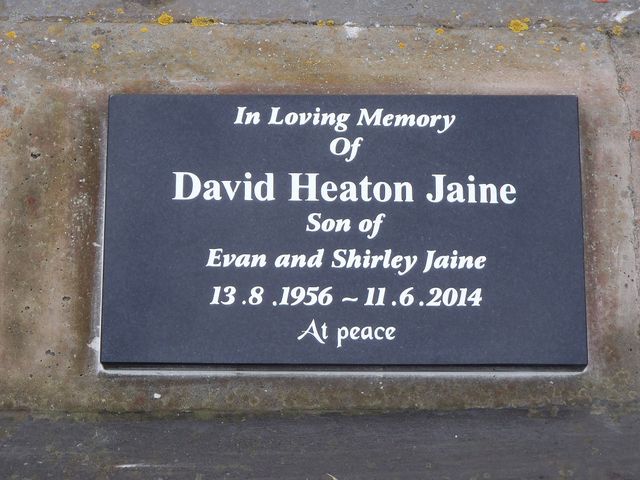 In Loving Memory
Of
David Heaton Jaine
Son of
Evan and Shirley Jaine
13.8.1956 ~ 11.6.2014
At peace